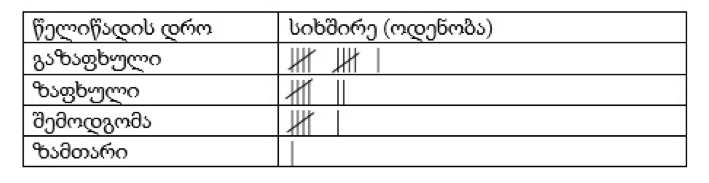 წელიწადის დრო სიხშირე (ოდენობა)
გაზაფხული
ზაფხული
შემოდგომა
ზამთარი